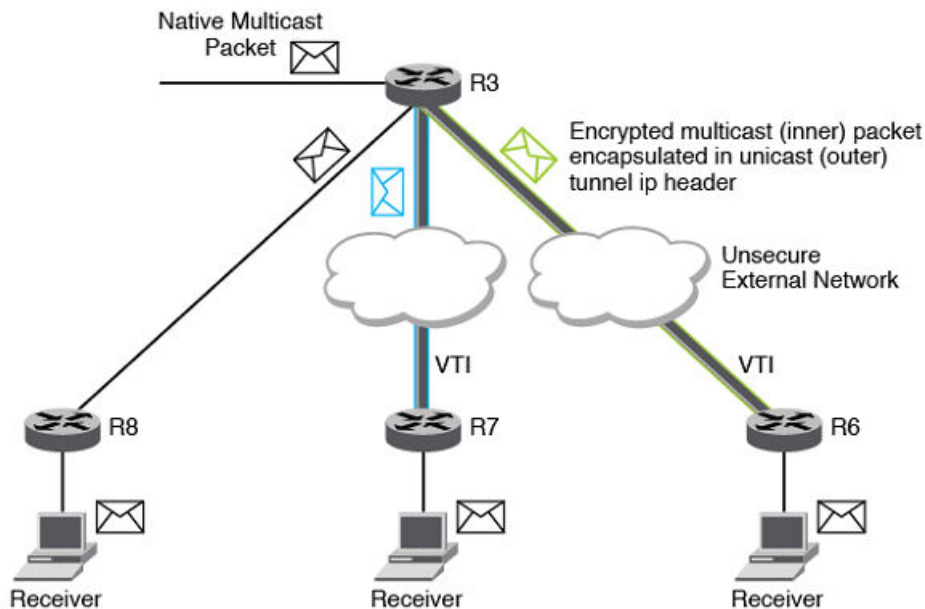 Native Multicast
Packet
R3
Encrypted multicast (inner) packet
encapsulated in unicast (outer)
tunnel ip header
Unsecure
External Network
VTI
VTI
R8
R7
R6
Receiver
Receiver
Receiver